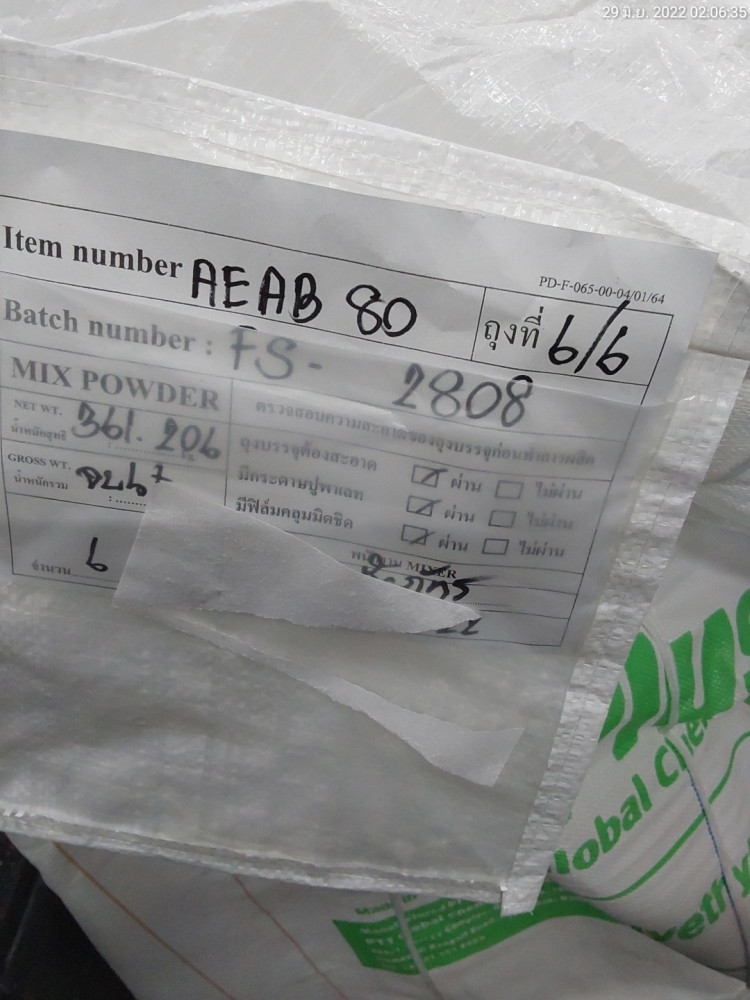 29 มิ.ย. 2022 02:06:35
PD-F-065-00-04/01/64
Item number AEAB 80
ถุงที่ 6/6
Batch number : FS- 2808
MIX POWDER
ตรวจสอบความสะอาดของถุงบรรจุก่อนทำการผลิต
NET WT.
น้ำหนักสุทธิ 361.206
ถุงบรรจุต้องสะอาด ผ่าน ไม่ผ่าน
GROSS WT.
น้ำหนักรวม
มีกระดาษปูพาเลท ผ่าน ไม่ผ่าน
มีฟิล์มคลุมมิดชิด ผ่าน ไม่ผ่าน
จำนวน 6
MIXER
22
lobal Che
Made in